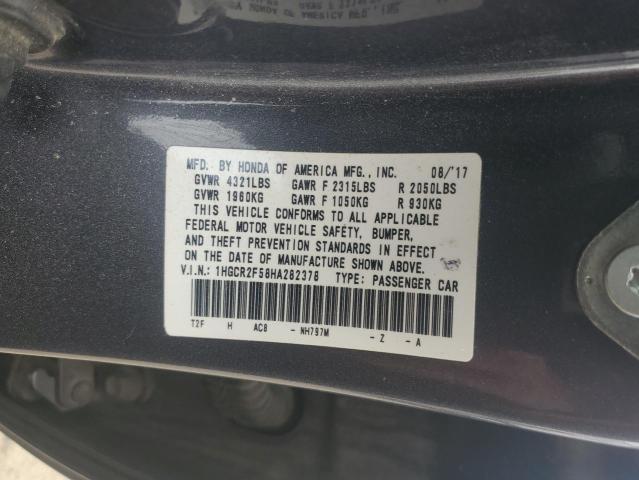 MFD. BY HONDA OF AMERICA MFG., INC. 08/'17
GVWR 4321LBS GAWR F 2315LBS R 2050LBS
GVWR 1960KG GAWR F 1050KG R 930KG
THIS VEHICLE CONFORMS TO ALL APPLICABLE
FEDERAL MOTOR VEHICLE SAFETY, BUMPER,
AND THEFT PREVENTION STANDARDS IN EFFECT
ON THE DATE OF MANUFACTURE SHOWN ABOVE.
V.I.N.: 1HGCR2F58HA282378 TYPE: PASSENGER CAR
T2F H AC8 - NH797M - Z - A